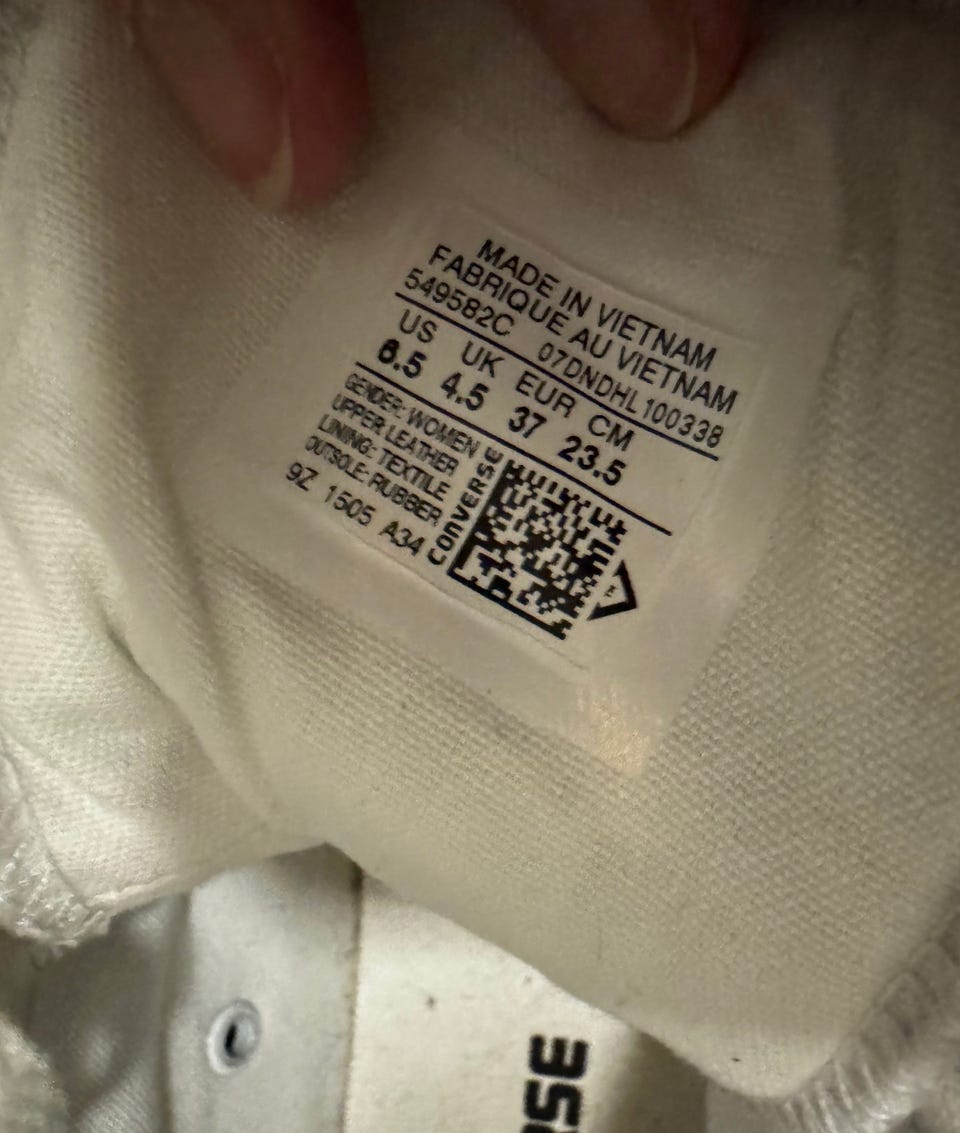 MADE IN VIETNAM
FABRIQUE AU VIETNAM
549582C 07DNDHL100338
US UK EUR CM
6.5 4.5 37 23.5
GENDER: WOMEN
UPPER LEATHER
LINING: TEXTILE
OUTSOLE: RUBBER
9Z 1505 A34
CONVERSE
RSE